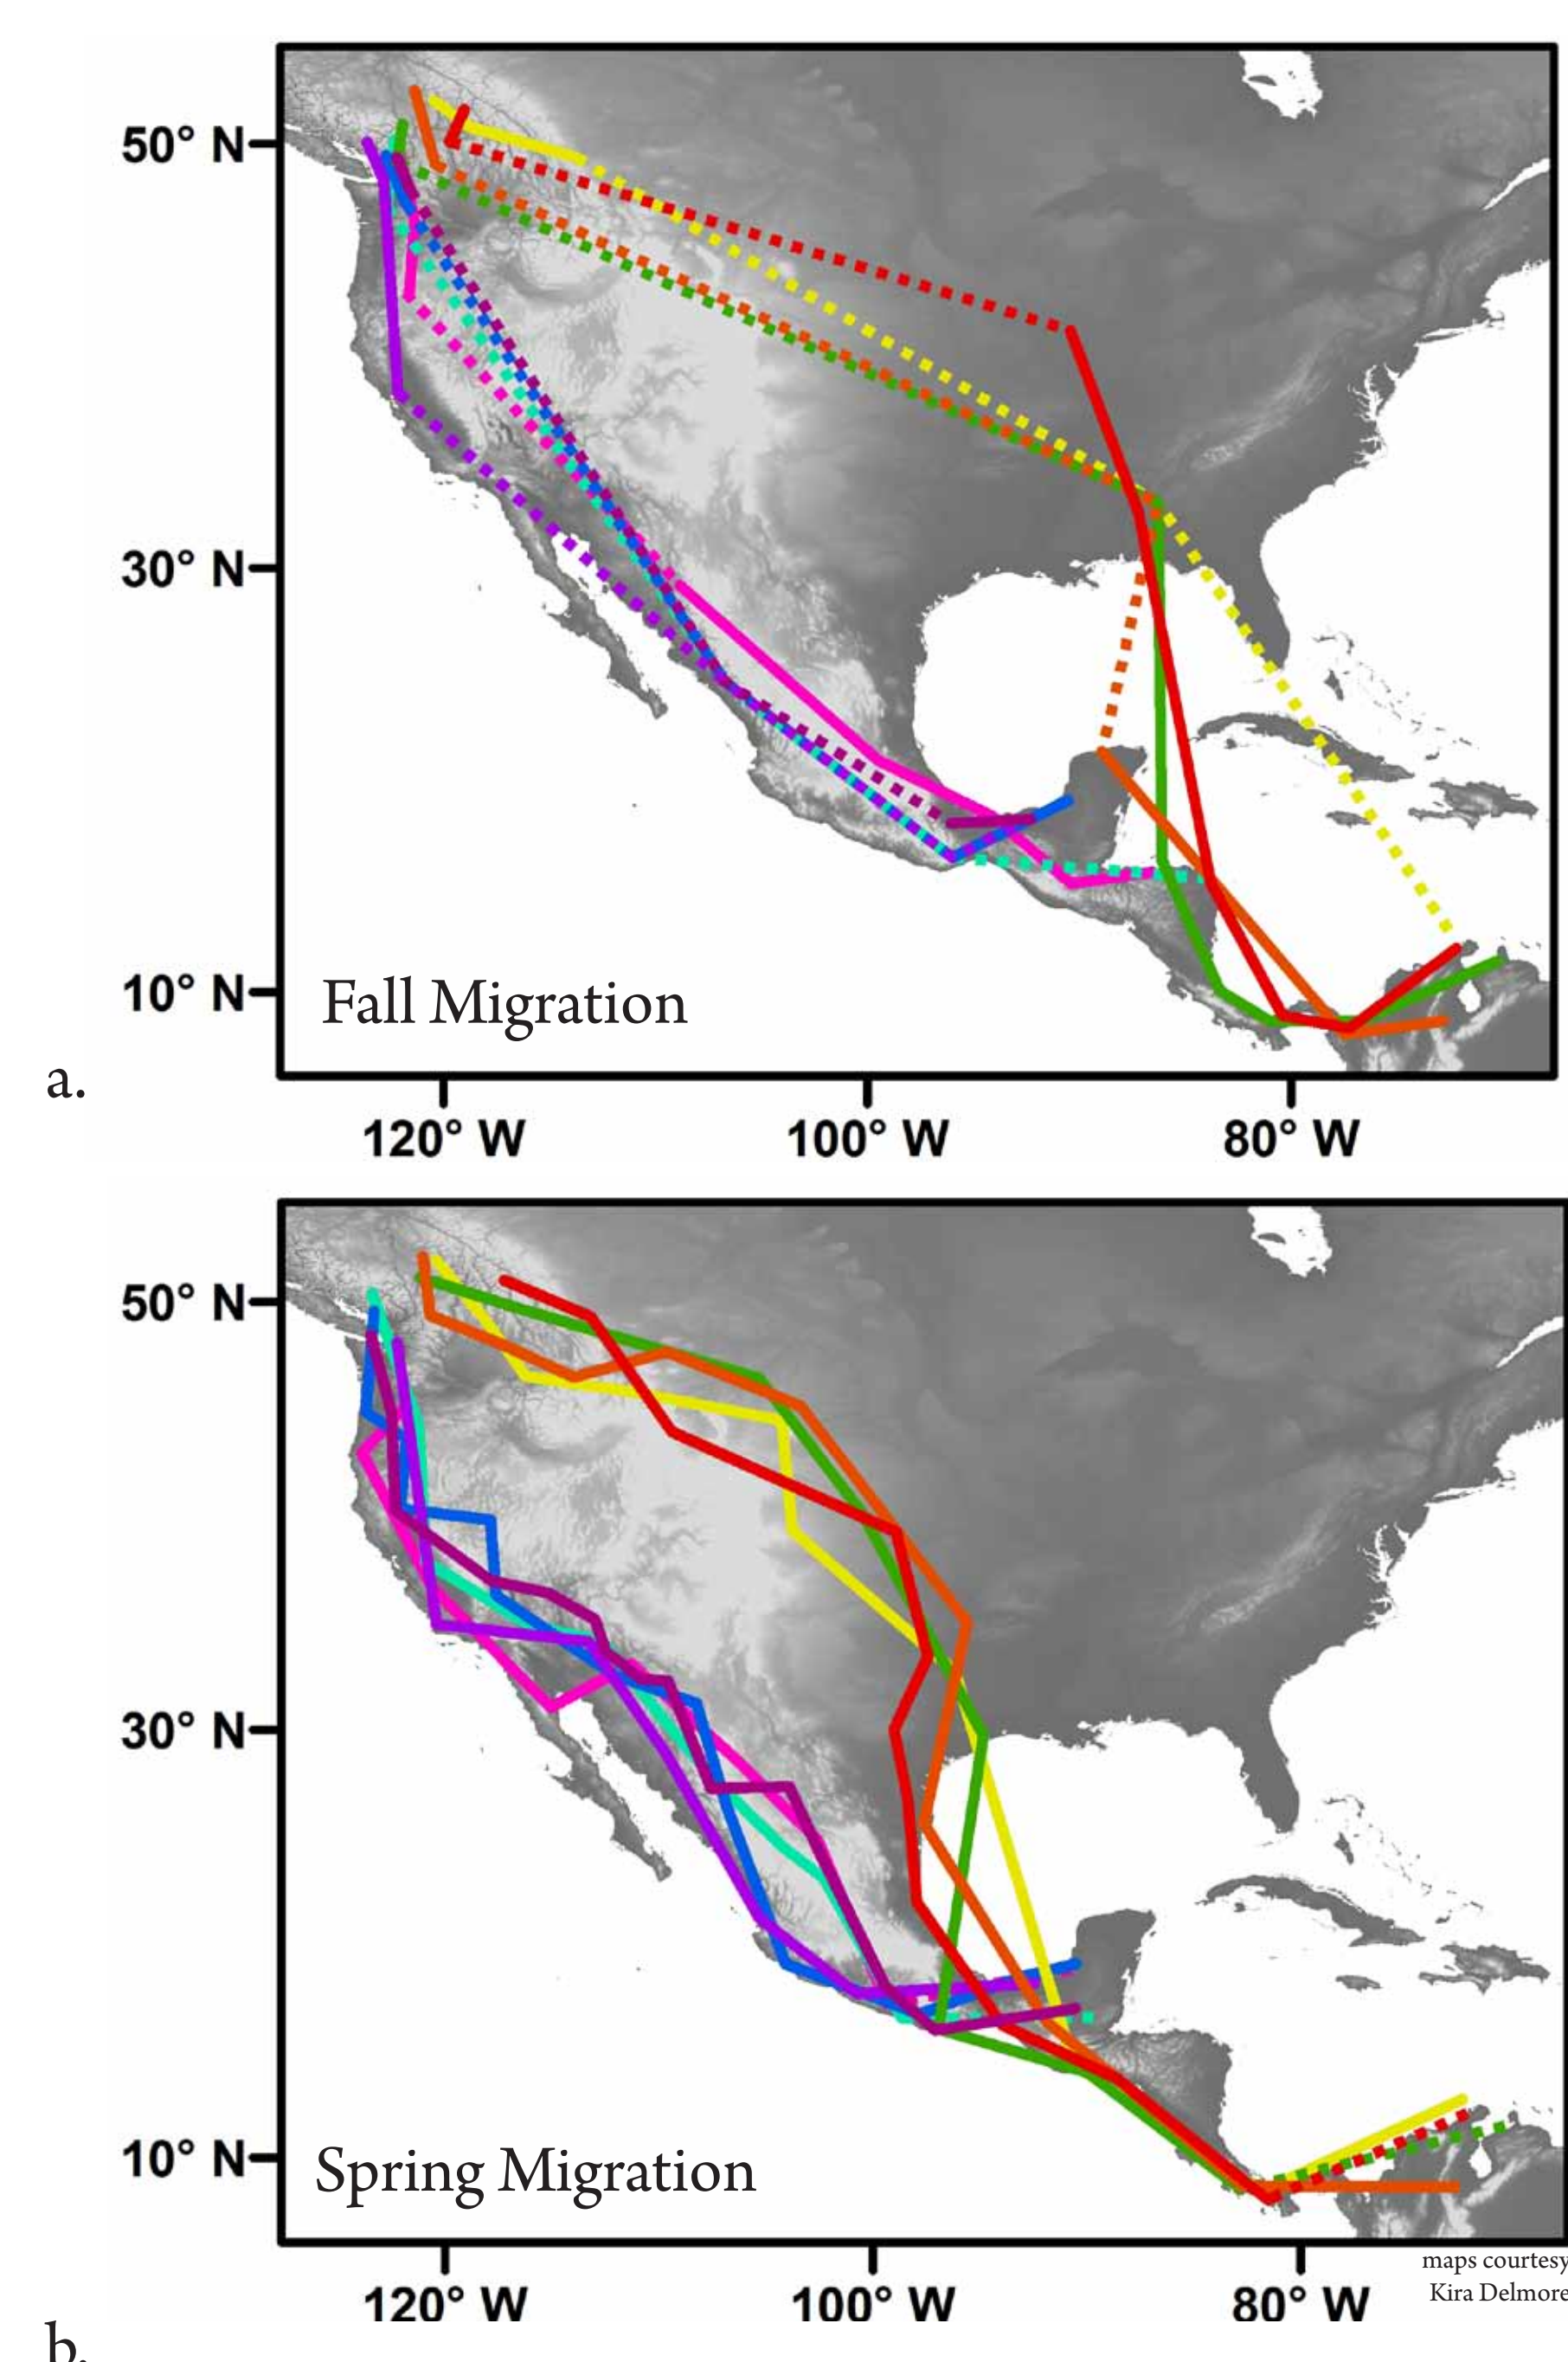 50° N
30° N
10° N
Fall Migration
a.
120° W
100° W
80° W
50° N
30° N
10° N
Spring Migration
maps courtesy
Kira Delmore
120° W
100° W
80° W
b.